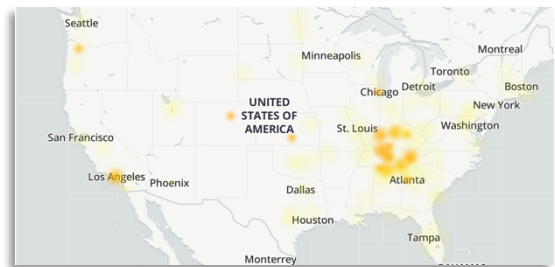 Seattle
Montreal
Minneapolis
Toronto
Chicago
Detroit
Boston
UNITED
STATES OF
AMERICA
New York
St. Louis
Washington
San Francisco
Los Angeles
Phoenix
Atlanta
Dallas
Houston
Tampa
Monterrey